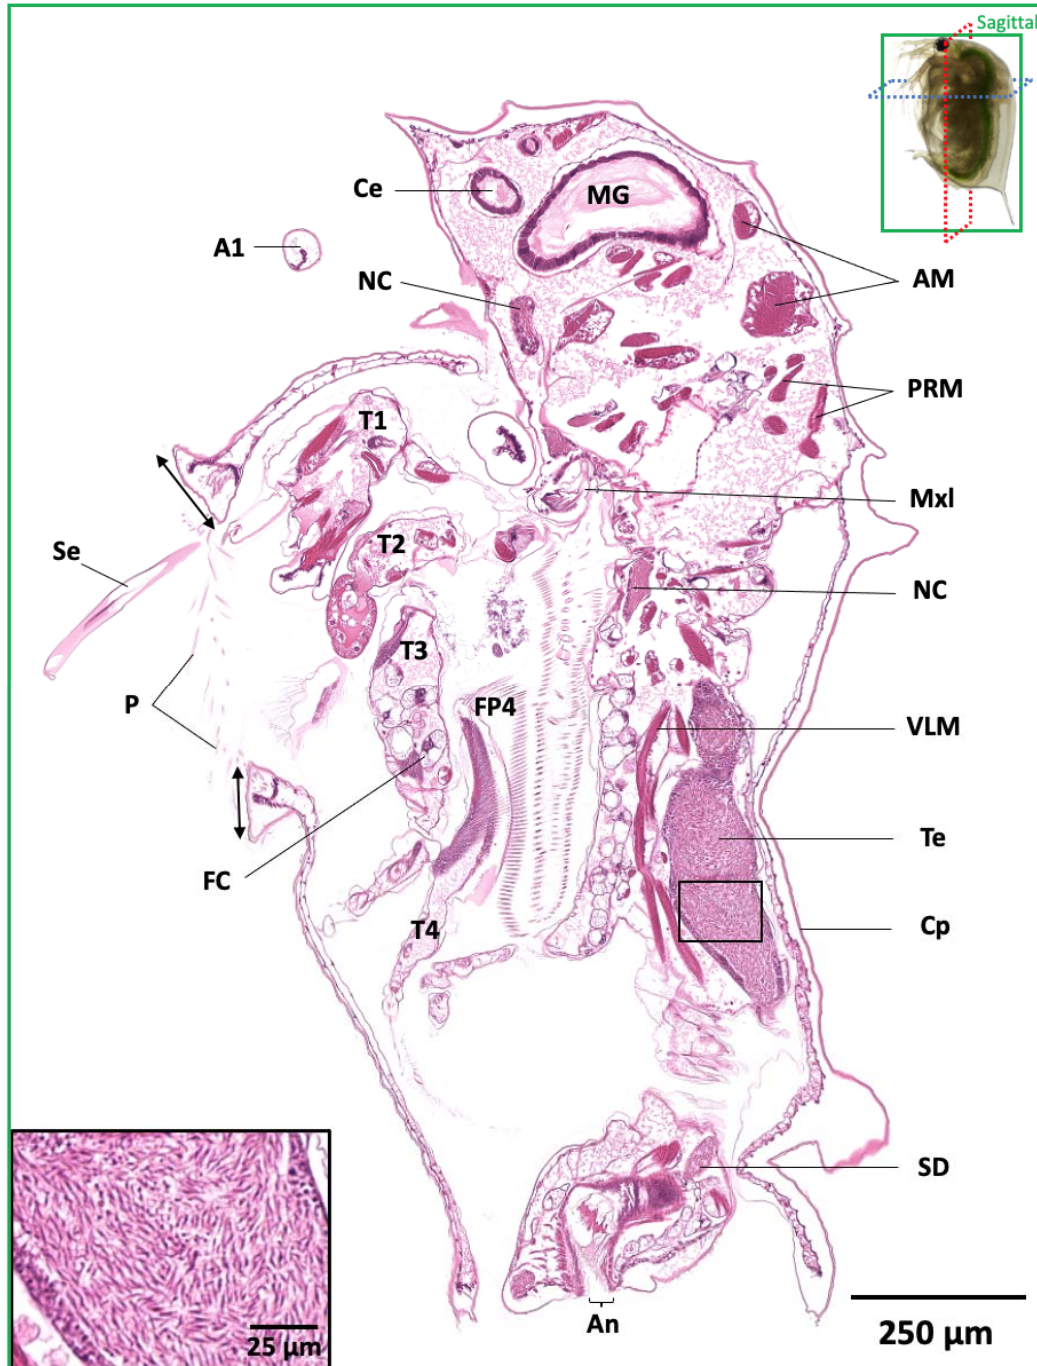 Sagittal
Ce
MG
A1
NC
AM
PRM
T1
Mxl
T2
Se
NC
T3
P
FP4
VLM
Te
FC
Cp
T4
SD
25 μm
An
250 μm